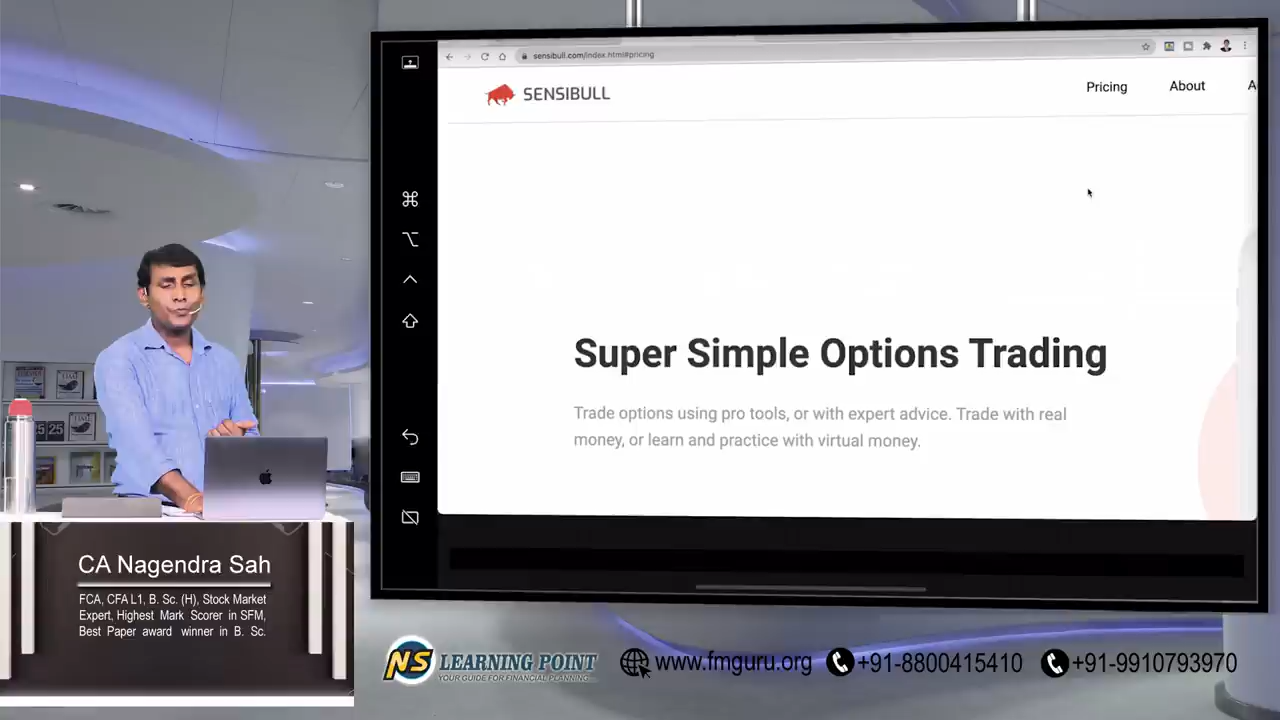 sensibull.com/index.html#pricing
SENSIBULL
Pricing
About
Super Simple Options Trading
Trade options using pro tools, or with expert advice. Trade with real
money, or learn and practice with virtual money.
CA Nagendra Sah
FCA, CFA L1, B. Sc. (H), Stock Market
Expert, Highest Mark Scorer in SFM,
Best Paper award winner in B. Sc.
NS LEARNING POINT
YOUR GUIDE FOR FINANCIAL PLANNING...
www.fmguru.org
+91-8800415410
+91-9910793970